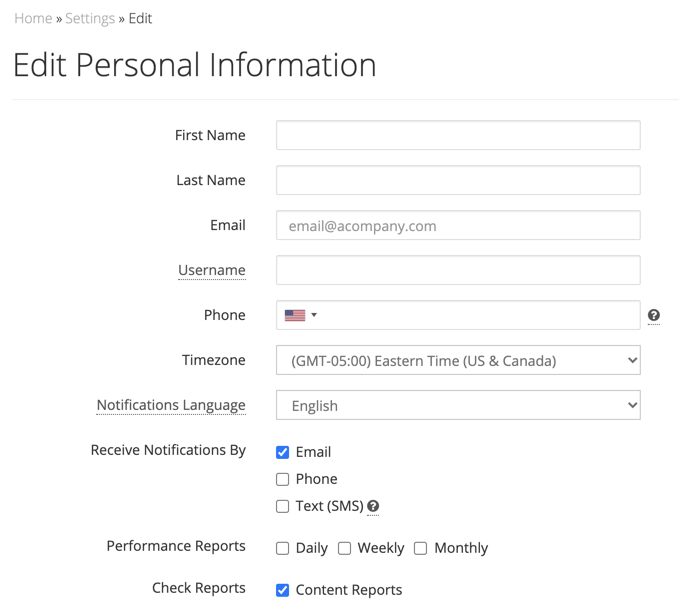 Home » Settings » Edit
Edit Personal Information
First Name
Last Name
Email email@acompany.com
Username
Phone ?
Timezone (GMT-05:00) Eastern Time (US & Canada)
Notifications Language English
Receive Notifications By Email
Phone
Text (SMS) ?
Performance Reports Daily Weekly Monthly
Check Reports Content Reports